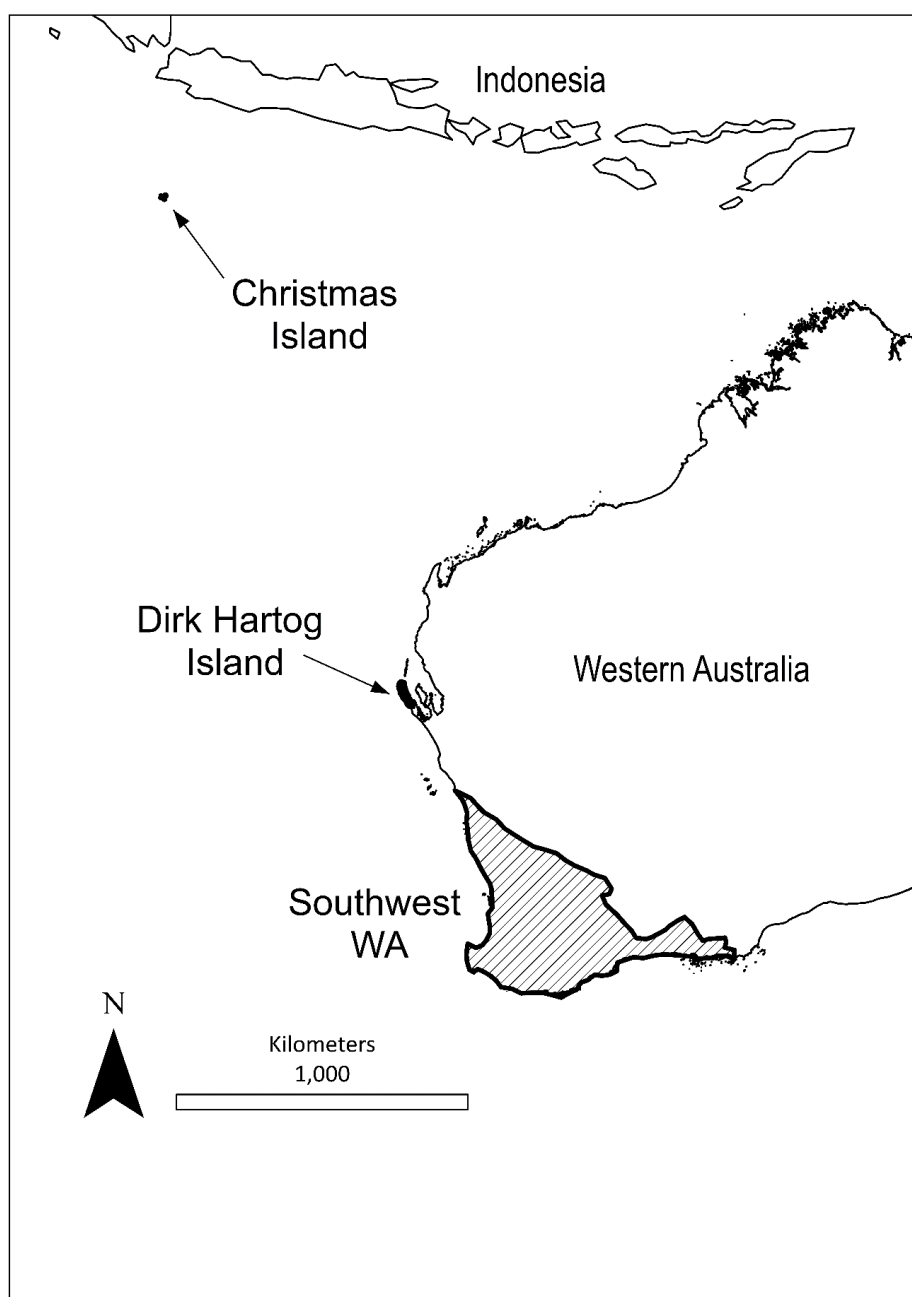 Indonesia
Christmas
Island
Dirk Hartog
Island
Western Australia
Southwest
WA
N
Kilometers
1,000